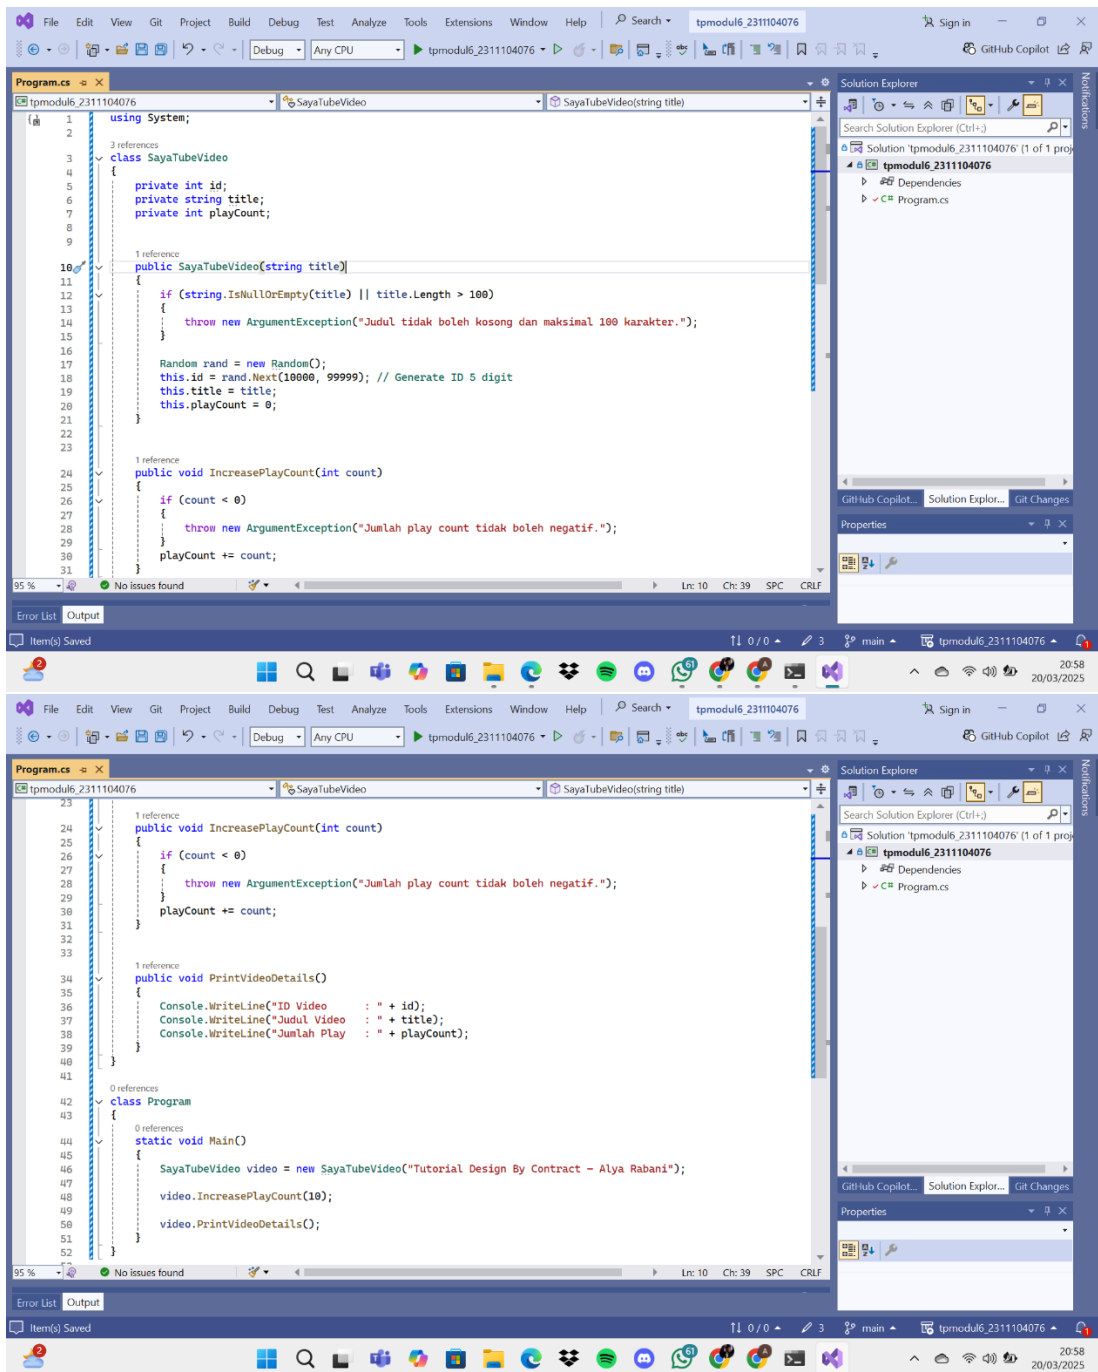 File Edit View Git Project Build Debug Test Analyze Tools Extensions Window Help Search tpmodul6_2311104076 Sign in
Debug Any CPU tpmodul6_2311104076 GitHub Copilot
Program.cs
tpmodul6_2311104076 SayaTubeVideo SayaTubeVideo(string title)
1 using System;
2
3 references
3 class SayaTubeVideo
4 {
5 private int id;
6 private string title;
7 private int playCount;
8
9
1 reference
10 public SayaTubeVideo(string title)
11 {
12 if (string.IsNullOrEmpty(title) || title.Length > 100)
13 {
14 throw new ArgumentException("Judul tidak boleh kosong dan maksimal 100 karakter.");
15 }
16
17 Random rand = new Random();
18 this.id = rand.Next(10000, 99999); // Generate ID 5 digit
19 this.title = title;
20 this.playCount = 0;
21 }
22
23
1 reference
24 public void IncreasePlayCount(int count)
25 {
26 if (count < 0)
27 {
28 throw new ArgumentException("Jumlah play count tidak boleh negatif.");
29 }
30 playCount += count;
31 }
95 % No issues found Ln: 10 Ch: 39 SPC CRLF
Error List Output
Item(s) Saved 0 / 0 3 main tpmodul6_2311104076 1
Solution Explorer
Notifications
Search Solution Explorer (Ctrl+;)
Solution 'tpmodul6_2311104076' (1 of 1 proj
tpmodul6_2311104076
Dependencies
C# Program.cs
GitHub Copilot... Solution Explor... Git Changes
Properties
2 61 20:58
20/03/2025
File Edit View Git Project Build Debug Test Analyze Tools Extensions Window Help Search tpmodul6_2311104076 Sign in
Debug Any CPU tpmodul6_2311104076 GitHub Copilot
Program.cs
tpmodul6_2311104076 SayaTubeVideo SayaTubeVideo(string title)
23
1 reference
24 public void IncreasePlayCount(int count)
25 {
26 if (count < 0)
27 {
28 throw new ArgumentException("Jumlah play count tidak boleh negatif.");
29 }
30 playCount += count;
31 }
32
33
1 reference
34 public void PrintVideoDetails()
35 {
36 Console.WriteLine("ID Video      : " + id);
37 Console.WriteLine("Judul Video   : " + title);
38 Console.WriteLine("Jumlah Play   : " + playCount);
39 }
40 }
41
0 references
42 class Program
43 {
0 references
44 static void Main()
45 {
46 SayaTubeVideo video = new SayaTubeVideo("Tutorial Design By Contract – Alya Rabani");
47
48 video.IncreasePlayCount(10);
49
50 video.PrintVideoDetails();
51 }
52 }
95 % No issues found Ln: 10 Ch: 39 SPC CRLF
Error List Output
Item(s) Saved 0 / 0 3 main tpmodul6_2311104076 1
Solution Explorer
Notifications
Search Solution Explorer (Ctrl+;)
Solution 'tpmodul6_2311104076' (1 of 1 proj
tpmodul6_2311104076
Dependencies
C# Program.cs
GitHub Copilot... Solution Explor... Git Changes
Properties
2 61 20:58
20/03/2025